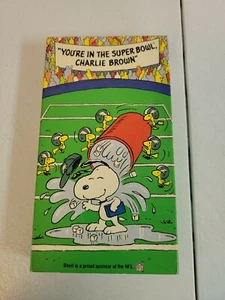 "YOU'RE IN THE SUPER BOWL,
CHARLIE BROWN"
Shell is a proud sponsor of the NFL